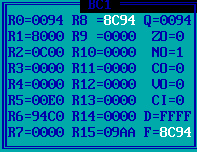 DCI
R0=0094 R8 =8C94 Q=0094
R1=8000 R9 =0000 ZO=0
R2=0C00 R10=0000 NO=1
R3=0000 R11=0000 CO=0
R4=0000 R12=0000 VO=0
R5=00E0 R13=0000 CI=0
R6=94C0 R14=0000 D=FFFF
R7=0000 R15=09AA F=8C94